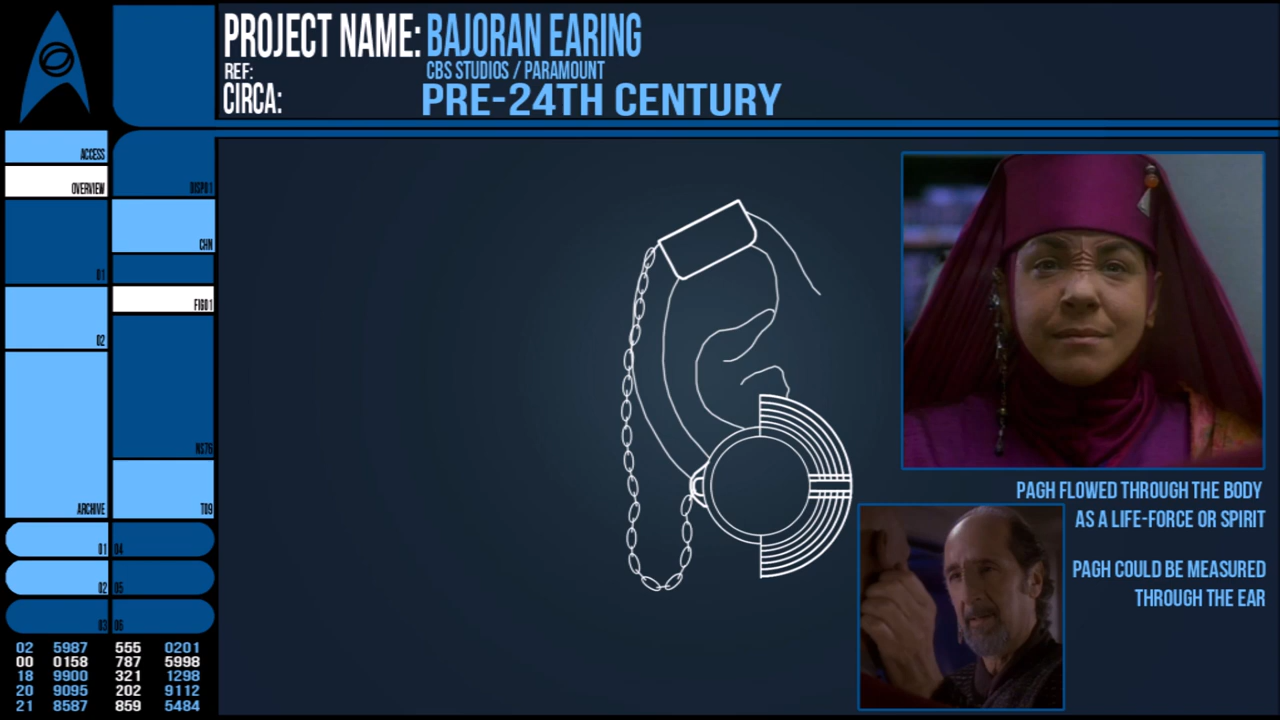 PROJECT NAME: BAJORAN EARING
REF: CBS STUDIOS / PARAMOUNT
CIRCA: PRE-24TH CENTURY
ACCESS
OVERVIEW
01
02
ARCHIVE
01
02
03
DISP01
CHN
FIG01
NS76
T09
04
05
06
02 5987 555 0201
00 0158 787 5998
18 9900 321 1298
20 9095 202 9112
21 8587 859 5484
PAGH FLOWED THROUGH THE BODY
AS A LIFE-FORCE OR SPIRIT
PAGH COULD BE MEASURED
THROUGH THE EAR